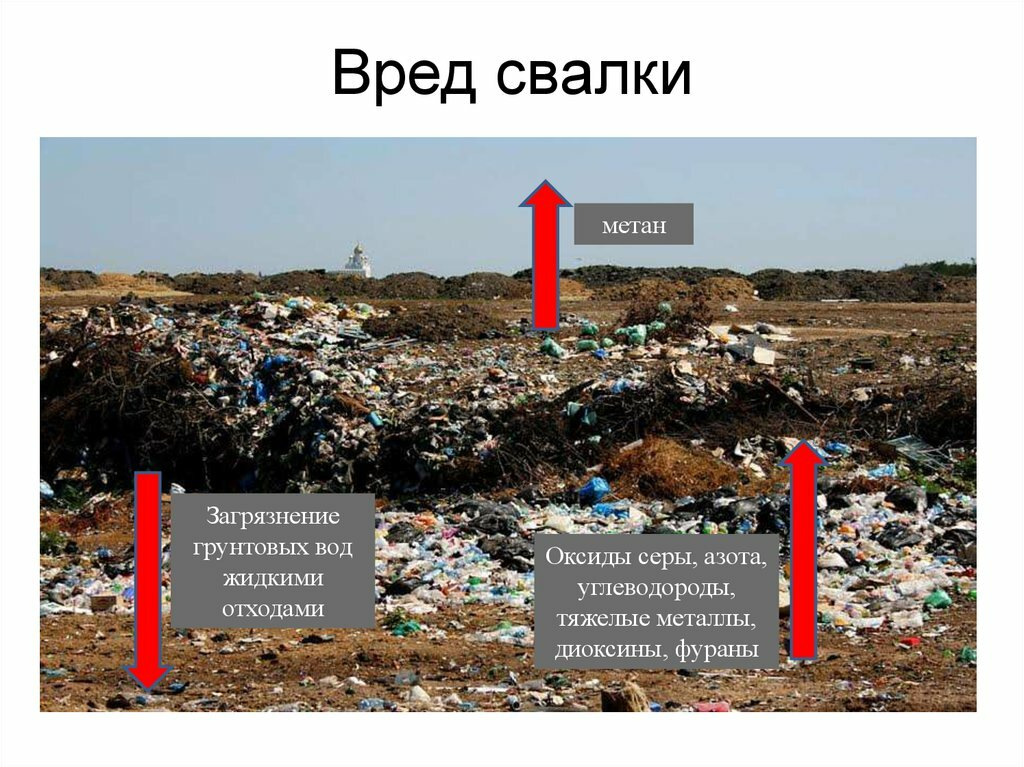 Вред свалки
метан
Загрязнение
грунтовых вод
жидкими
отходами
Оксиды серы, азота,
углеводороды,
тяжелые металлы,
диоксины, фураны